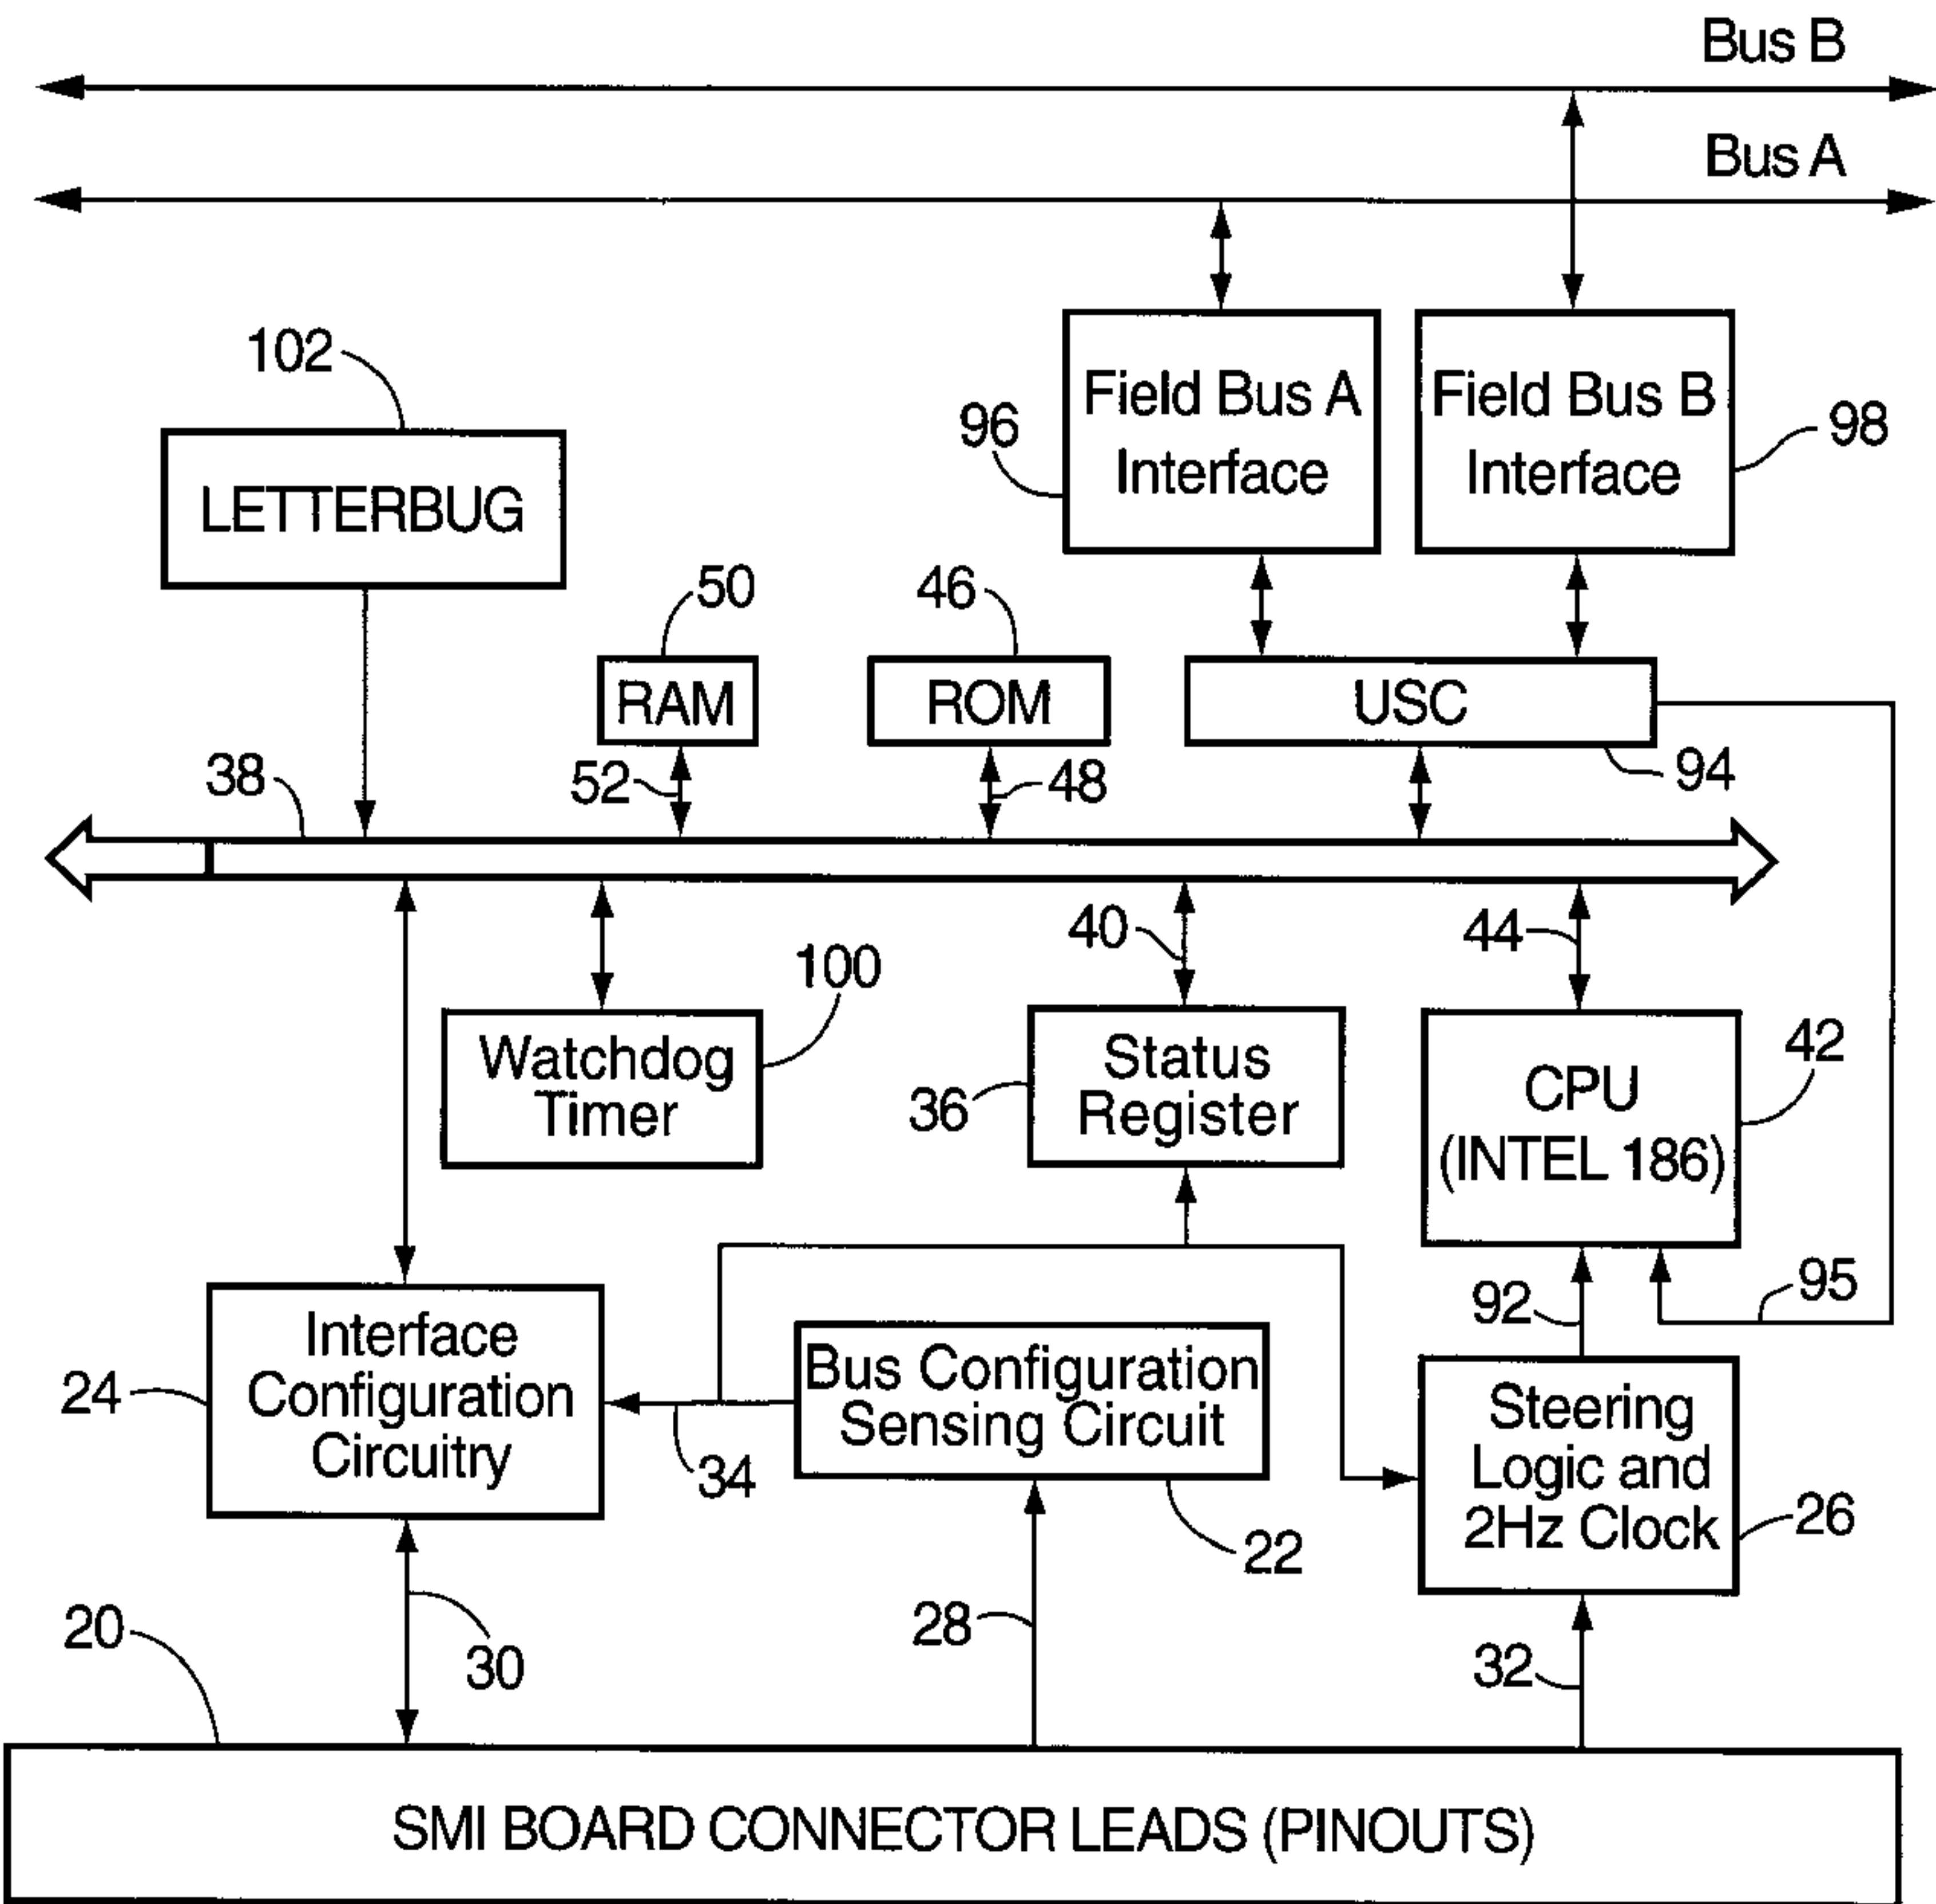 Bus B
Bus A
102
LETTERBUG
96
Field Bus A
Interface
Field Bus B
Interface
98
50
RAM
46
ROM
USC
94
38
52
48
40
44
100
Watchdog
Timer
36
Status
Register
CPU
(INTEL 186)
42
92
95
24
Interface
Configuration
Circuitry
34
Bus Configuration
Sensing Circuit
22
Steering
Logic and
2Hz Clock
26
20
30
28
32
SMI BOARD CONNECTOR LEADS (PINOUTS)